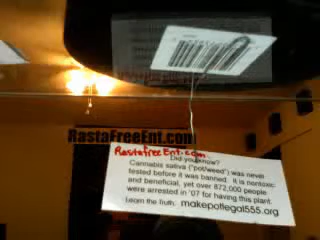 RastaFreeEnt.com
RastafreeEnt.com
Did you know?
Cannabis sativa ("pot/weed") was never
tested before it was banned. It is nontoxic
and beneficial, yet over 872,000 people
were arrested in '07 for having this plant.
Learn the Truth. makepotlegal555.org